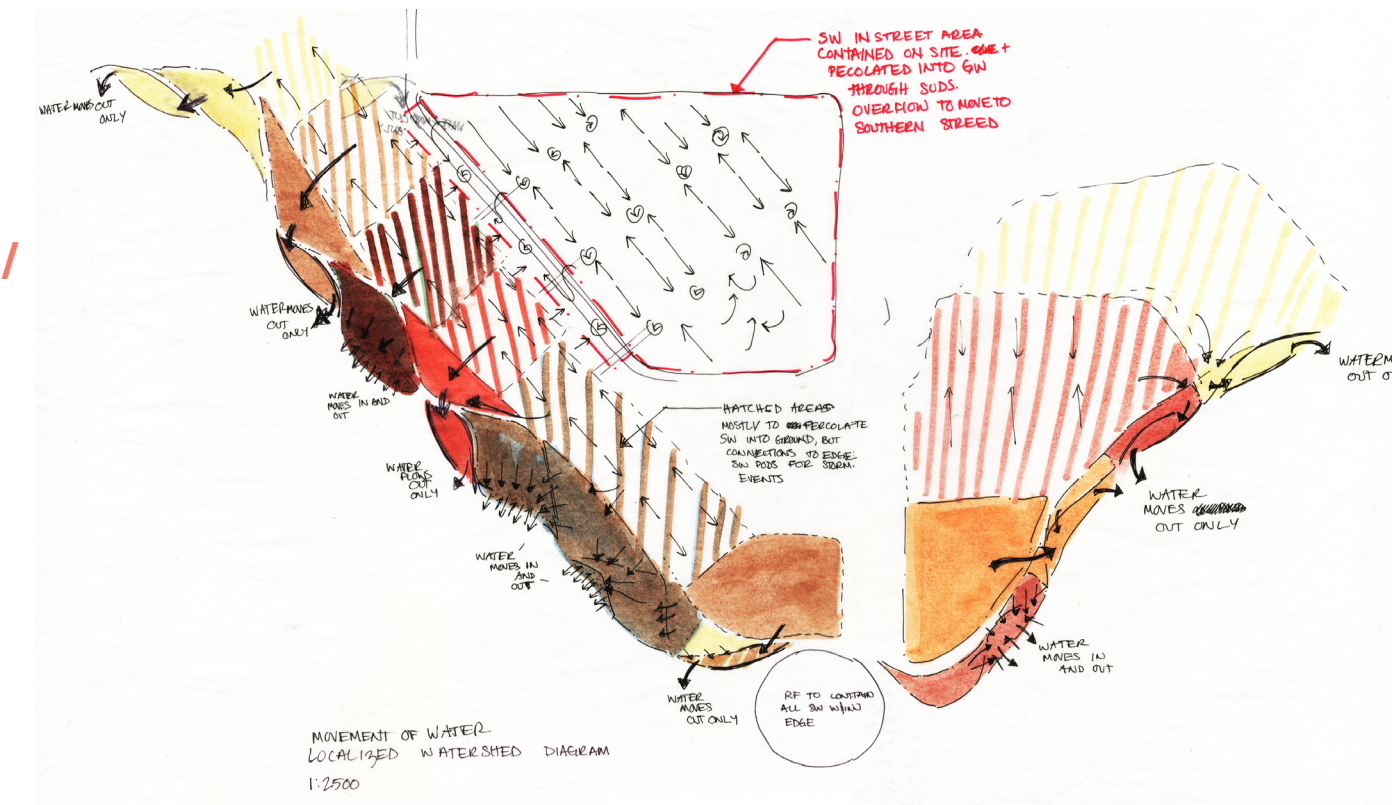 SW IN STREET AREA
CONTAINED ON SITE. +
PECOLATED INTO GW
THROUGH SUDS.
OVERFLOW TO MOVE TO
SOUTHERN STREED
WATER MOVES OUT
ONLY
WATER MOVES
OUT
ONLY
WATER
MOVES IN AND
OUT
WATER
FLOWS
OUT
ONLY
HATCHED AREAS
MOSTLY TO PERCOLATE
SW INTO GROUND, BUT
CONNECTIONS TO EDGE
SW PODS FOR STORM
EVENTS
WATER
MOVES IN
AND
OUT
WATER
MOVES
OUT ONLY
RF TO CONTAIN
ALL SW W/IN
EDGE
WATERM
OUT O
WATER
MOVES
OUT ONLY
WATER
MOVES IN
AND OUT
MOVEMENT OF WATER
LOCALIZED WATERSHED DIAGRAM
1:2500